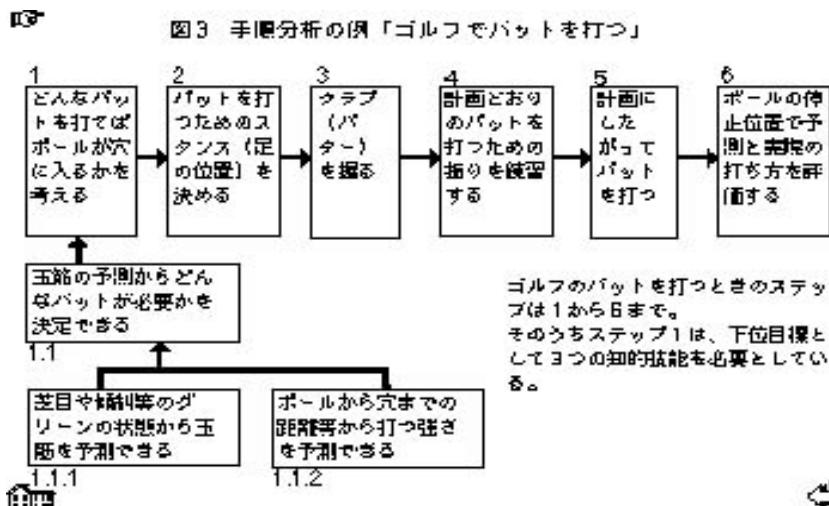 図3 手順分析の例「ゴルフでパットを打つ」
1
どんなパッ
トを打てば
ボールが穴
に入るかを
考える
2
パットを打
つためのス
タンス（足
の位置）を
決める
3
クラブ
（パ
ター）
を握る
4
計画どおり
のパットを
打つための
振りを練習
する
5
計画に
した
がって
パット
を打つ
6
ボールの停
止位置で予
測と実際の
打ち方を評
価する
玉筋の予測からどん
なパットが必要かを
決定できる
1.1
芝目や傾斜等のグ
リーンの状態から玉
筋を予測できる
1.1.1
ボールから穴までの
距離等から打つ強さ
を予測できる
1.1.2
ゴルフのパットを打つときのステッ
プは1から6まで。
そのうちステップ1は、下位目標と
して3つの知的技能を必要としてい
る。